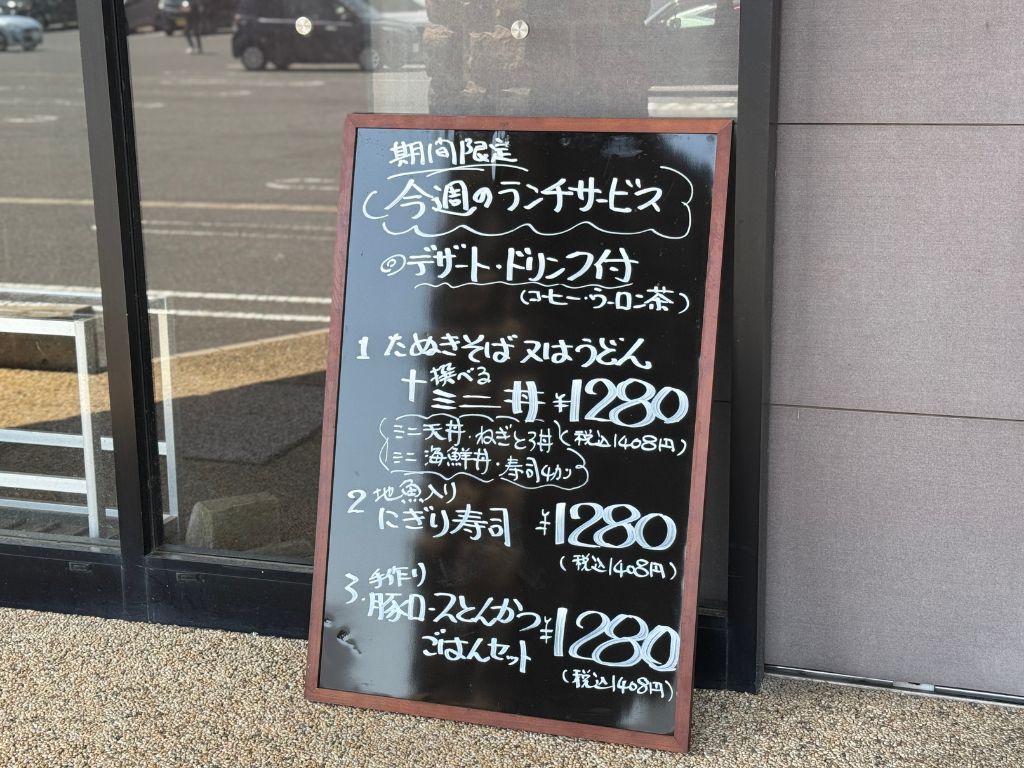 期間限定
今週のランチサービス
◎デザート・ドリンク付
(コーヒー・ウーロン茶)
1 たぬきそば又はうどん
+選べる
ミニ丼 ¥1280
(税込1408円)
ミニ天丼・ねぎとろ丼
ミニ海鮮丼・寿司4カン
2 地魚入り
にぎり寿司 ¥1280
(税込1408円)
3. 手作り
豚ロースとんかつ ¥1280
ごはんセット
(税込1408円)